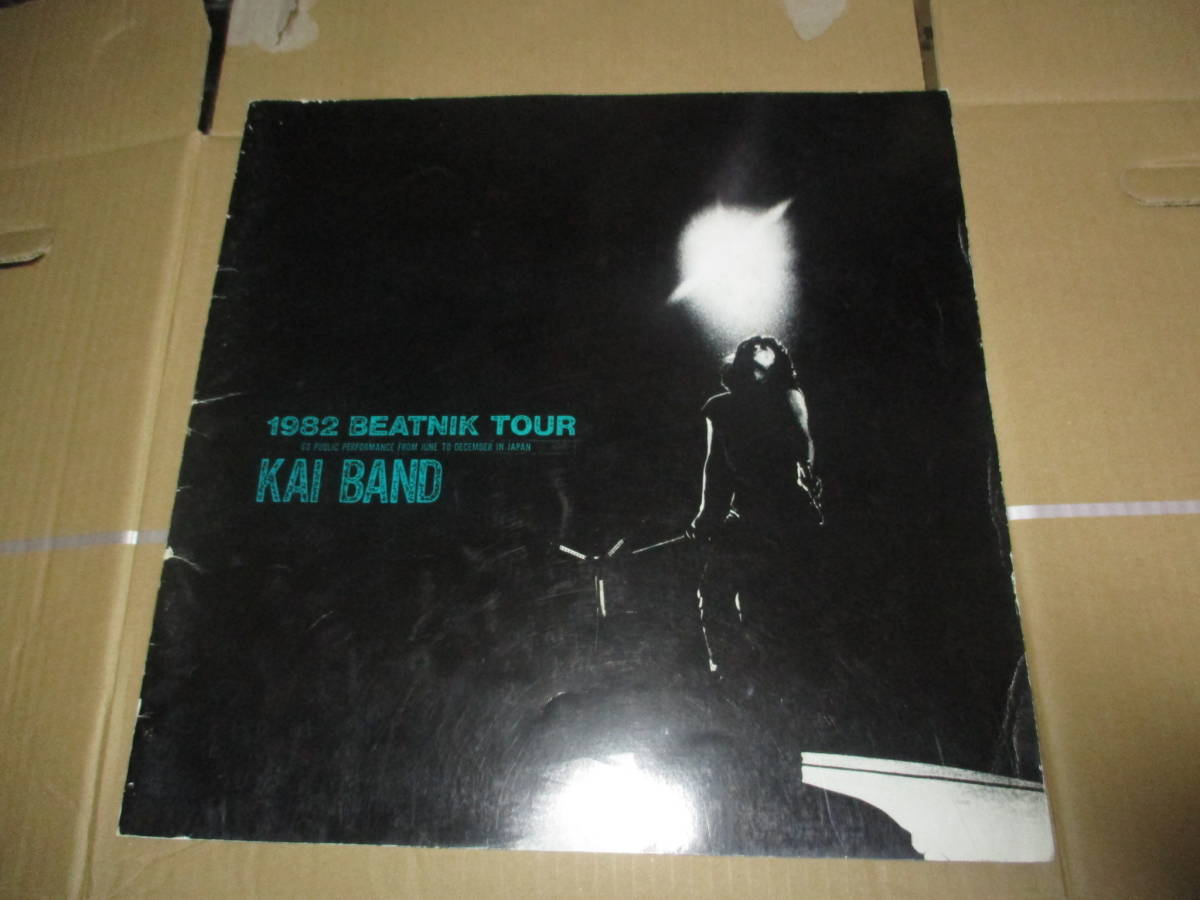 1982 BEATNIK TOUR
PUBLIC PERFORMANCE FROM JUNE TO DECEMBER IN JAPAN
KAI BAND